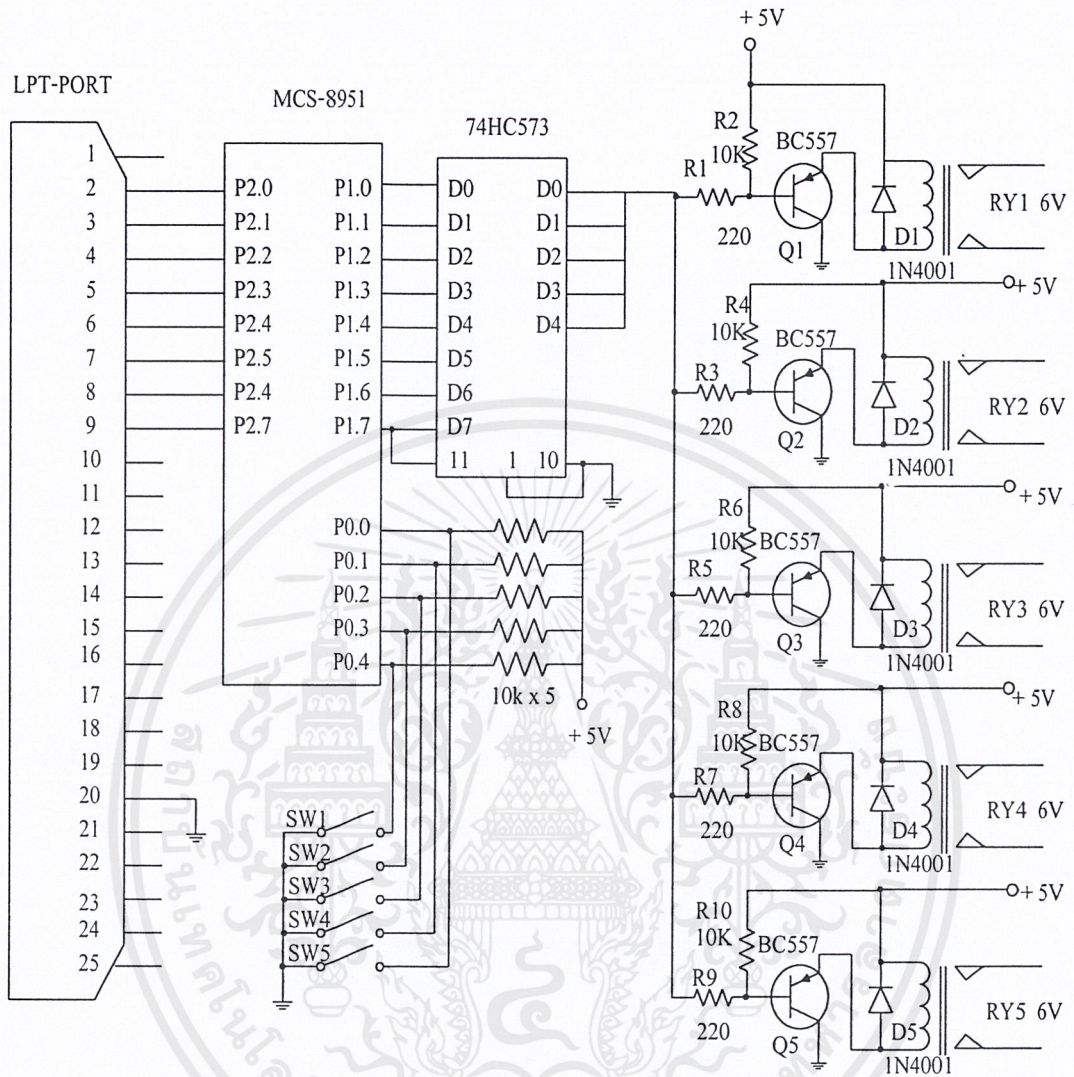 + 5V
LPT-PORT
MCS-8951
74HC573
1
2
3
4
5
6
7
8
9
10
11
12
13
14
15
16
17
18
19
20
21
22
23
24
25
P2.0
P2.1
P2.2
P2.3
P2.4
P2.5
P2.4
P2.7
P1.0
P1.1
P1.2
P1.3
P1.4
P1.5
P1.6
P1.7
P0.0
P0.1
P0.2
P0.3
P0.4
D0
D1
D2
D3
D4
D5
D6
D7
11
1
10
D0
D1
D2
D3
D4
10k x 5
+ 5V
SW1
SW2
SW3
SW4
SW5
R2
10K
BC557
R1
220
Q1
D1
1N4001
RY1 6V
+ 5V
R4
10K
BC557
R3
220
Q2
D2
1N4001
RY2 6V
+ 5V
R6
10K
BC557
R5
220
Q3
D3
1N4001
RY3 6V
+ 5V
R8
10K
BC557
R7
220
Q4
D4
1N4001
RY4 6V
+ 5V
R10
10K
BC557
R9
220
Q5
D5
1N4001
RY5 6V